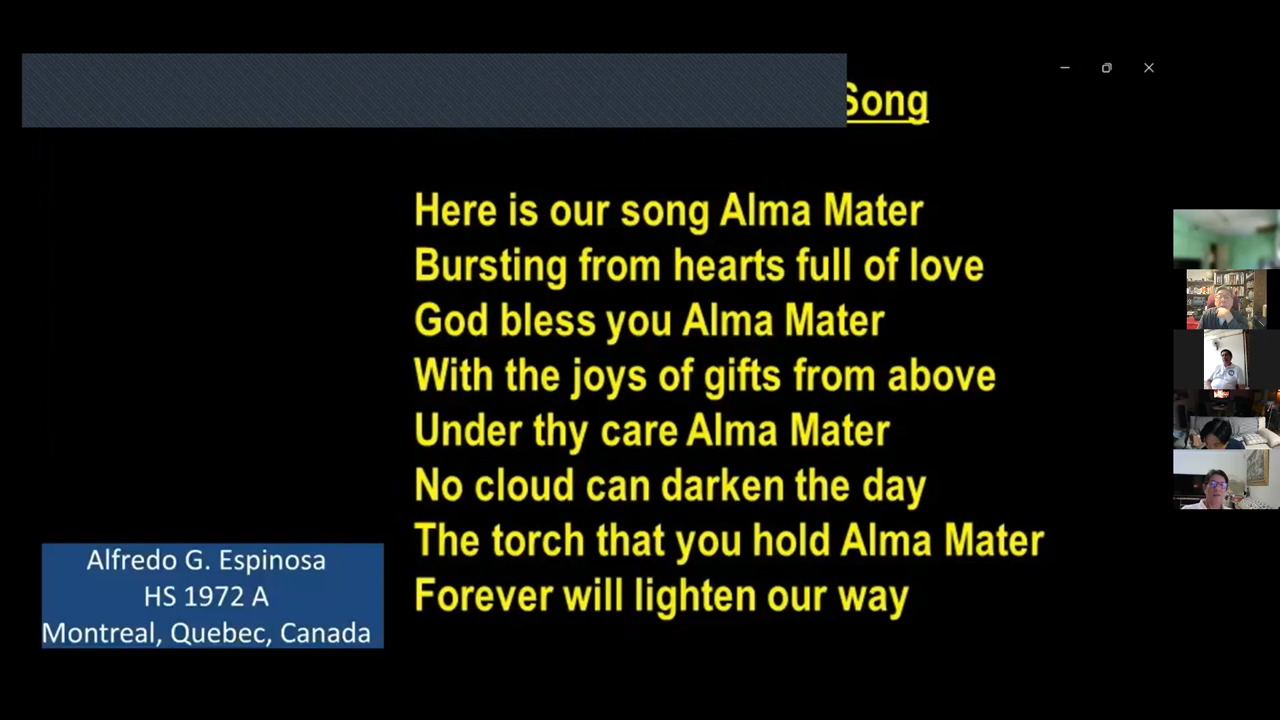 Song
Here is our song Alma Mater
Bursting from hearts full of love
God bless you Alma Mater
With the joys of gifts from above
Under thy care Alma Mater
No cloud can darken the day
The torch that you hold Alma Mater
Forever will lighten our way
Alfredo G. Espinosa
HS 1972 A
Montreal, Quebec, Canada